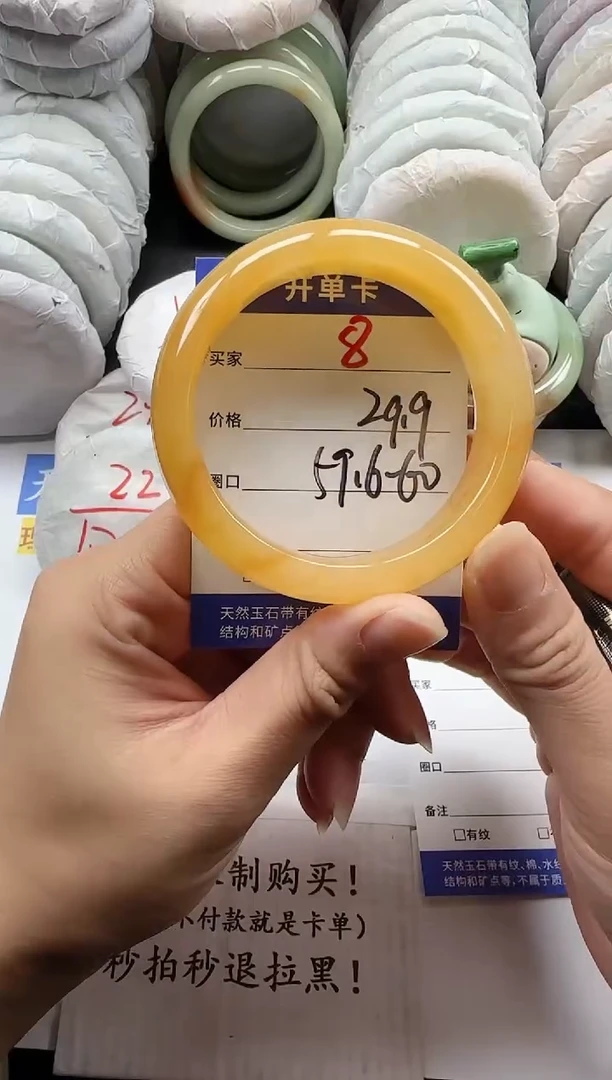 开单卡
买家 8
价格 29.9
圈口 59.6-60
天然玉石带有纹
结构和矿点
22
买家
格
圈口
备注
□有纹
天然玉石带有纹、棉、水
结构和矿点等,不属于质
制购买！
不付款就是卡单)
秒拍秒退拉黑！